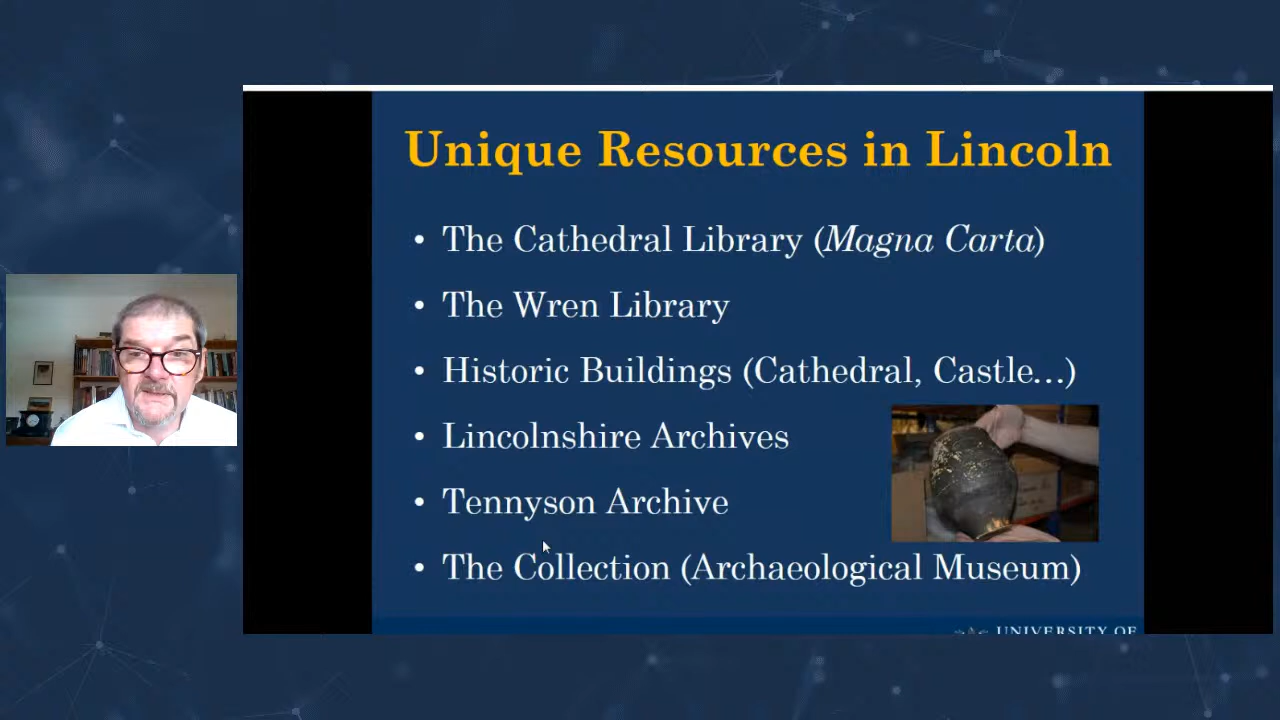 Unique Resources in Lincoln
• The Cathedral Library (Magna Carta)
• The Wren Library
• Historic Buildings (Cathedral, Castle...)
• Lincolnshire Archives
• Tennyson Archive
• The Collection (Archaeological Museum)
UNIVERSITY OF